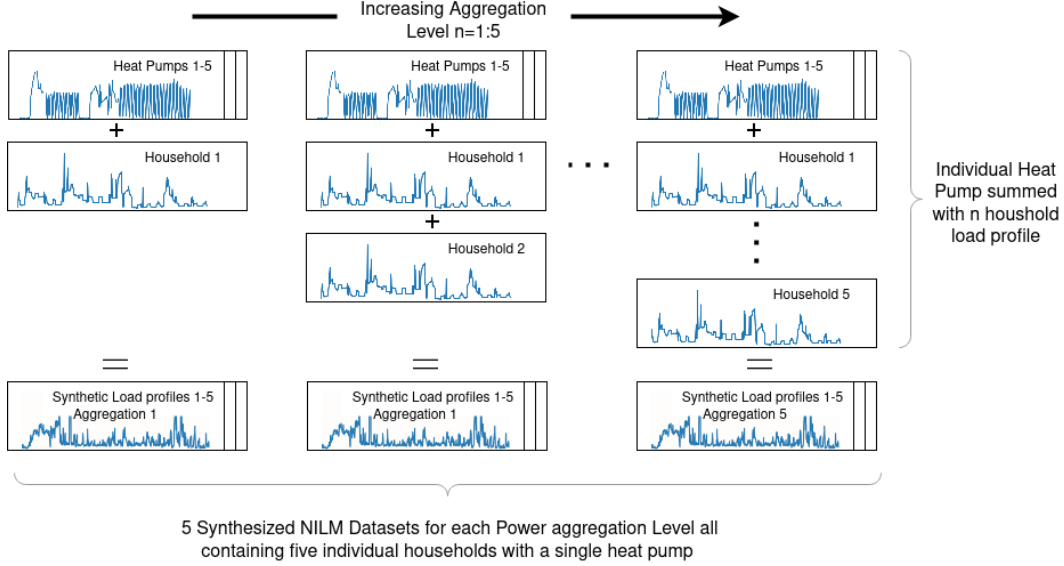 Increasing Aggregation
Level n=1:5
Heat Pumps 1-5
Heat Pumps 1-5
Heat Pumps 1-5
+
+
+
Household 1
Household 1
. . .
Household 1
+
Household 2
Household 5
Individual Heat
Pump summed
with n houshold
load profile
=
=
=
Synthetic Load profiles 1-5
Aggregation 1
Synthetic Load profiles 1-5
Aggregation 1
Synthetic Load profiles 1-5
Aggregation 5
5 Synthesized NILM Datasets for each Power aggregation Level all
containing five individual households with a single heat pump